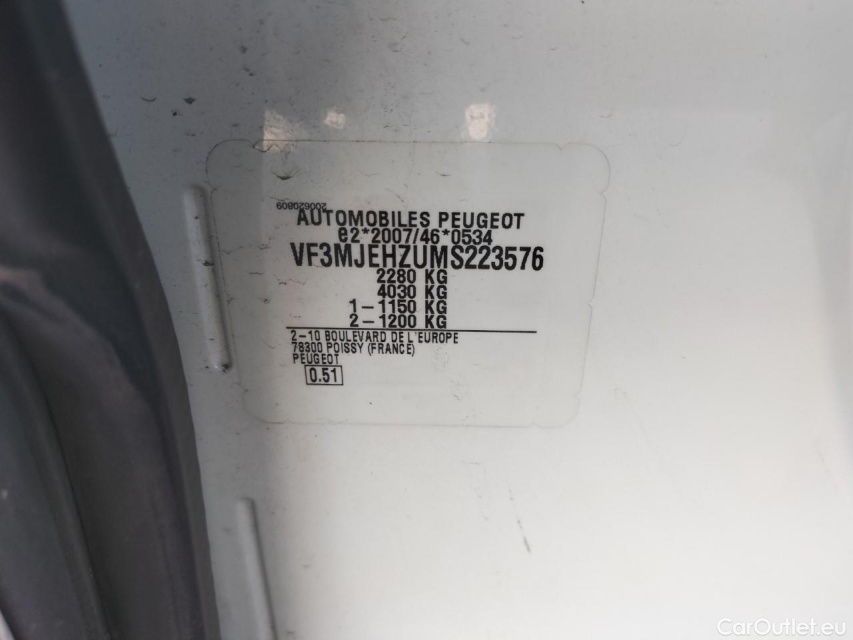 200620809
AUTOMOBILES PEUGEOT
e2*2007/46*0534
VF3MJEHZUMS223576
2280 KG
4030 KG
1-1150 KG
2-1200 KG
2-10 BOULEVARD DE L'EUROPE
78300 POISSY (FRANCE)
PEUGEOT
0.51
CarOutlet.eu